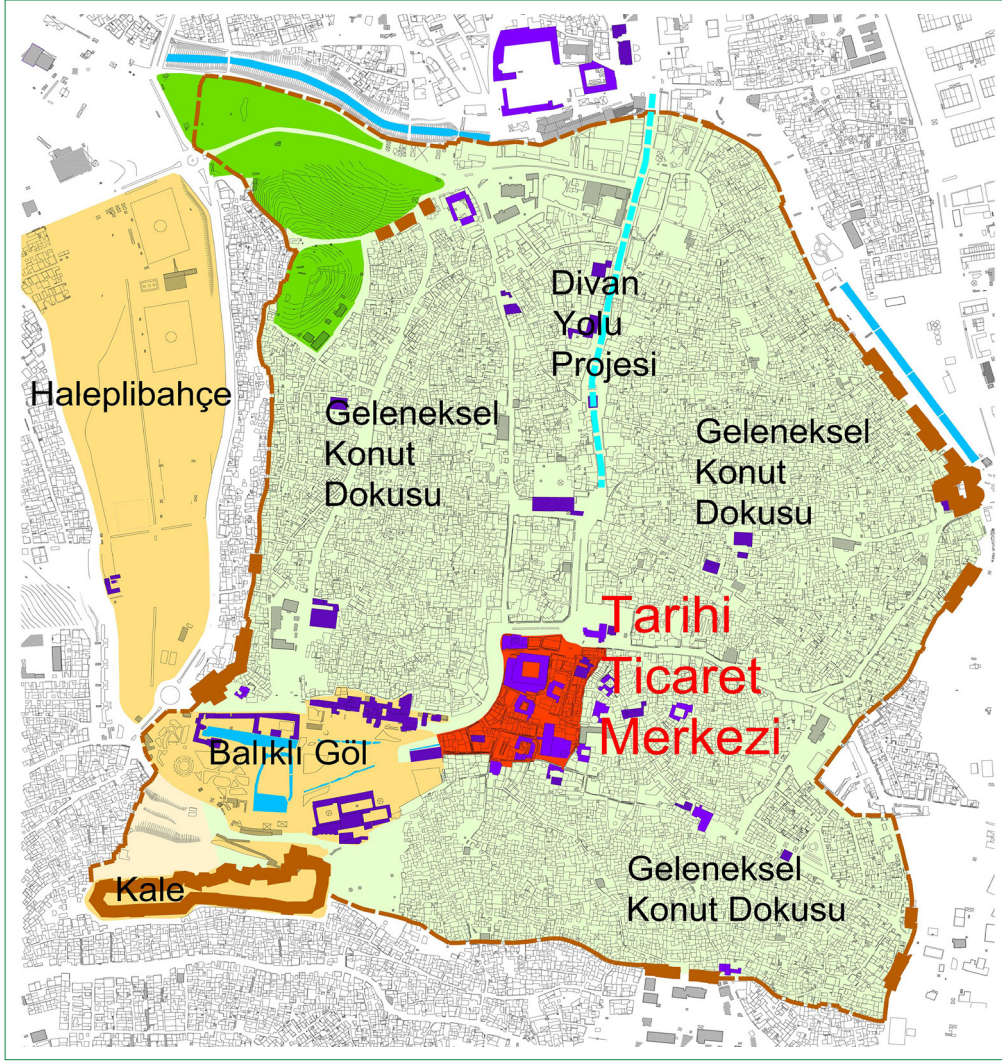 Divan
Yolu
Projesi
Haleplibahçe
Geleneksel
Konut
Dokusu
Geleneksel
Konut
Dokusu
Tarihi
Ticaret
Merkezi
Balıklı Göl
Kale
Geleneksel
Konut Dokusu